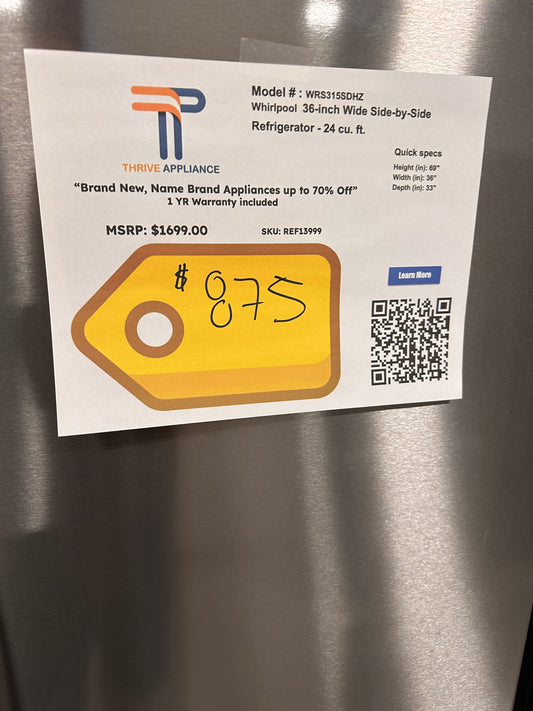 THRIVE APPLIANCE
Model # : WRS315SDHZ
Whirlpool 36-inch Wide Side-by-Side
Refrigerator - 24 cu. ft.
Quick specs
Height (in): 69"
Width (in): 36"
Depth (in): 33"
“Brand New, Name Brand Appliances up to 70% Off”
1 YR Warranty included
MSRP: $1699.00
SKU: REF13999
$ 875
Learn More